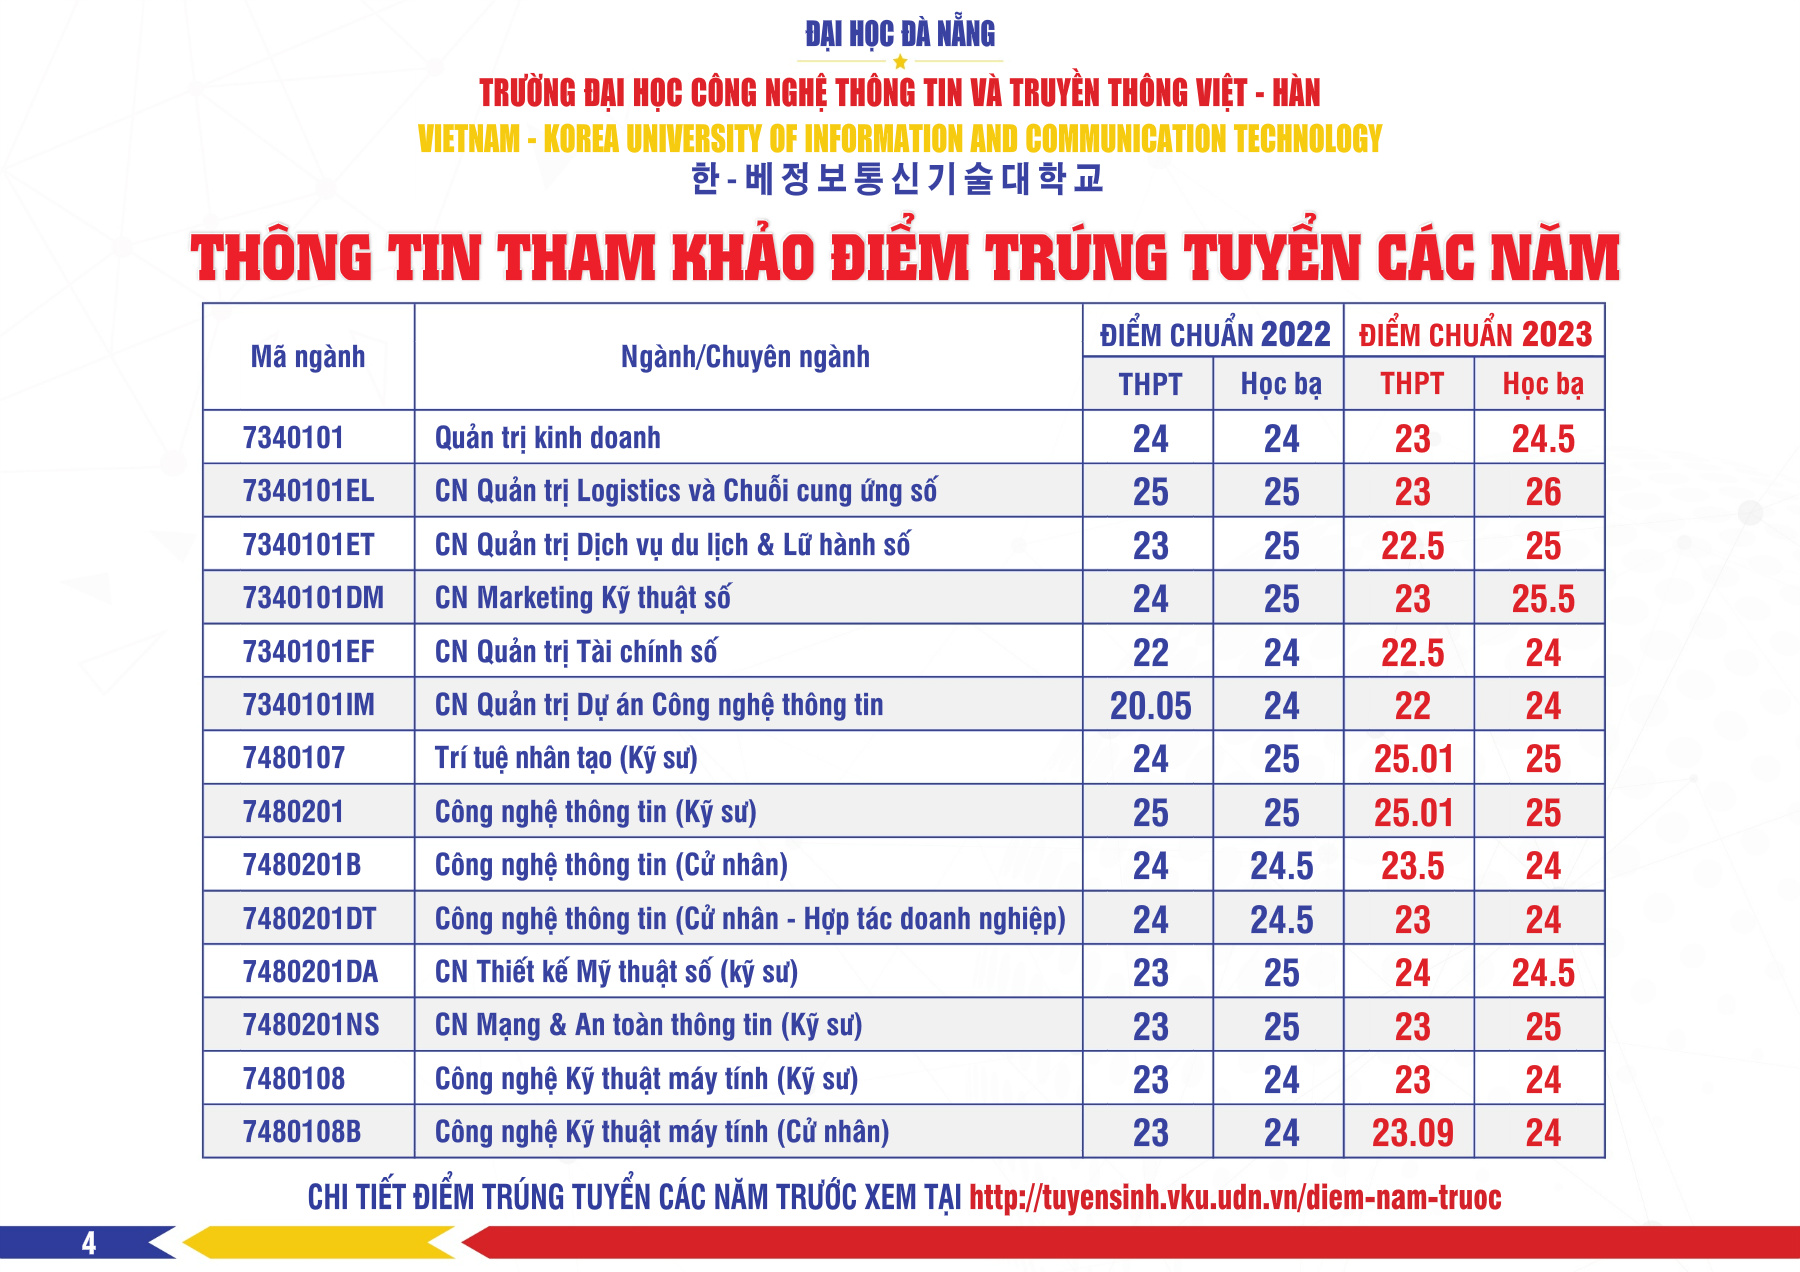 ĐẠI HỌC ĐÀ NẴNG
TRƯỜNG ĐẠI HỌC CÔNG NGHỆ THÔNG TIN VÀ TRUYỀN THÔNG VIỆT - HÀN
VIETNAM - KOREA UNIVERSITY OF INFORMATION AND COMMUNICATION TECHNOLOGY
한-베정보통신기술대학교
THÔNG TIN THAM KHẢO ĐIỂM TRÚNG TUYỂN CÁC NĂM
Mã ngành Ngành/Chuyên ngành ĐIỂM CHUẨN 2022 ĐIỂM CHUẨN 2023
THPT Học bạ THPT Học bạ
7340101 Quản trị kinh doanh 24 24 23 24.5
7340101EL CN Quản trị Logistics và Chuỗi cung ứng số 25 25 23 26
7340101ET CN Quản trị Dịch vụ du lịch & Lữ hành số 23 25 22.5 25
7340101DM CN Marketing Kỹ thuật số 24 25 23 25.5
7340101EF CN Quản trị Tài chính số 22 24 22.5 24
7340101IM CN Quản trị Dự án Công nghệ thông tin 20.05 24 22 24
7480107 Trí tuệ nhân tạo (Kỹ sư) 24 25 25.01 25
7480201 Công nghệ thông tin (Kỹ sư) 25 25 25.01 25
7480201B Công nghệ thông tin (Cử nhân) 24 24.5 23.5 24
7480201DT Công nghệ thông tin (Cử nhân - Hợp tác doanh nghiệp) 24 24.5 23 24
7480201DA CN Thiết kế Mỹ thuật số (kỹ sư) 23 25 24 24.5
7480201NS CN Mạng & An toàn thông tin (Kỹ sư) 23 25 23 25
7480108 Công nghệ Kỹ thuật máy tính (Kỹ sư) 23 24 23 24
7480108B Công nghệ Kỹ thuật máy tính (Cử nhân) 23 24 23.09 24
CHI TIẾT ĐIỂM TRÚNG TUYỂN CÁC NĂM TRƯỚC XEM TẠI http://tuyensinh.vku.udn.vn/diem-nam-truoc
4